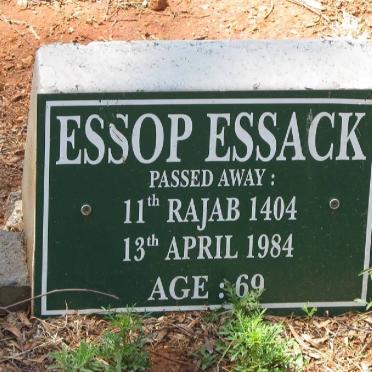 ESSOP ESSACK
PASSED AWAY :
11th RAJAB 1404
13th APRIL 1984
AGE : 69